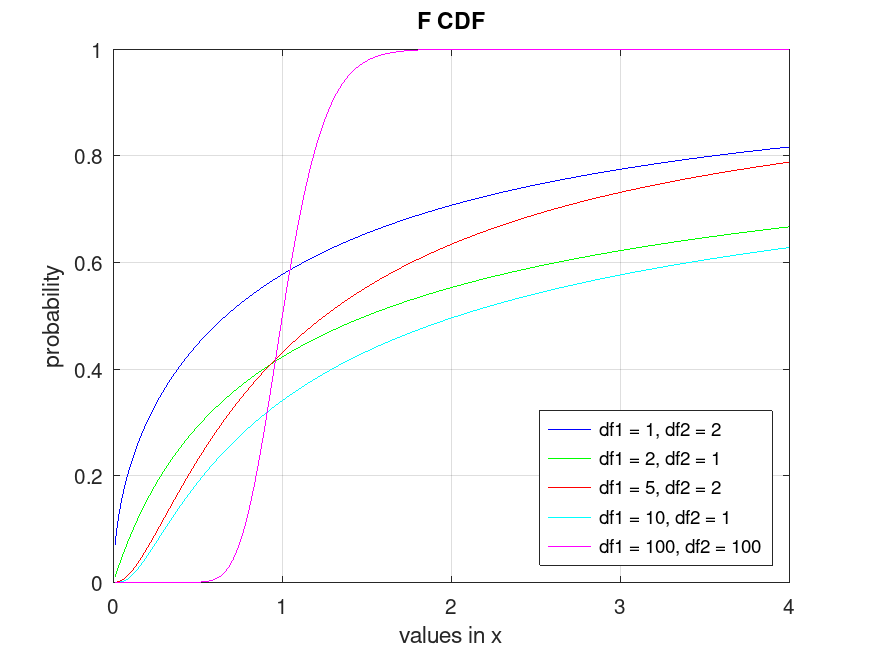 F CDF
1
0.8
0.6
0.4
0.2
0
probability
0
1
2
3
4
values in x
df1 = 1, df2 = 2
df1 = 2, df2 = 1
df1 = 5, df2 = 2
df1 = 10, df2 = 1
df1 = 100, df2 = 100